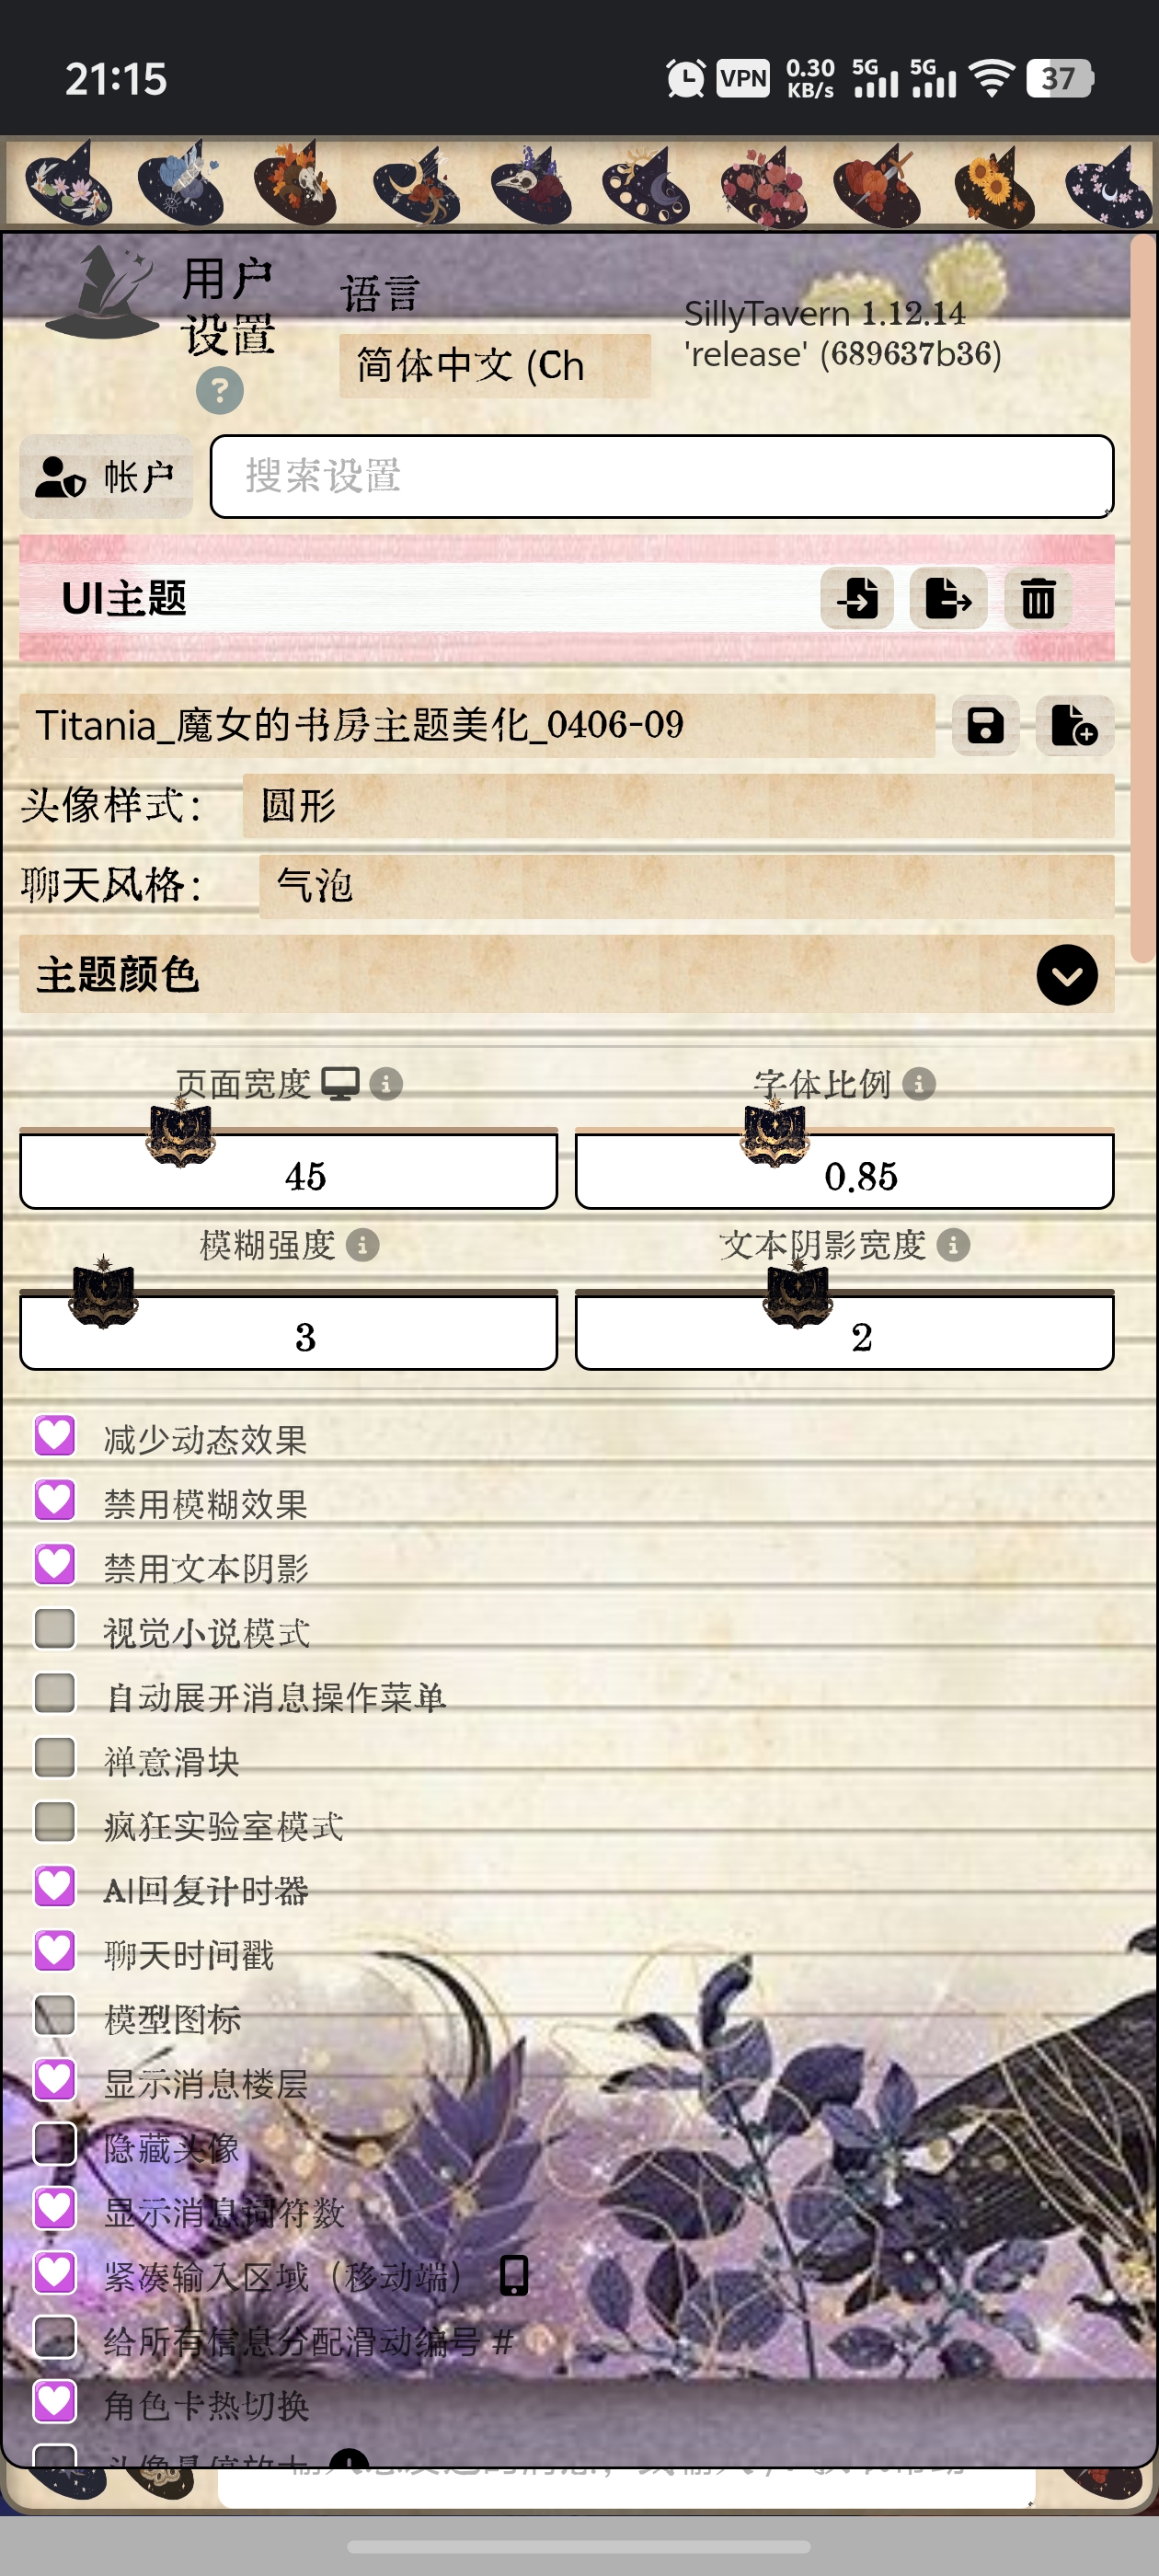 21:15
VPN
0.30
KB/s
5G
5G
37
用户
设置
语言
简体中文 (Ch
SillyTavern 1.12.14
'release' (689637b36)
帐户
搜索设置
UI主题
Titania_魔女的书房主题美化_0406-09
头像样式：
圆形
聊天风格：
气泡
主题颜色
页面宽度
字体比例
45
0.85
模糊强度
文本阴影宽度
3
2
减少动态效果
禁用模糊效果
禁用文本阴影
视觉小说模式
自动展开消息操作菜单
禅意滑块
疯狂实验室模式
AI回复计时器
聊天时间戳
模型图标
显示消息楼层
隐藏头像
显示消息词符数
紧凑输入区域（移动端）
给所有信息分配滑动编号 #
角色卡热切换
头像悬停放大